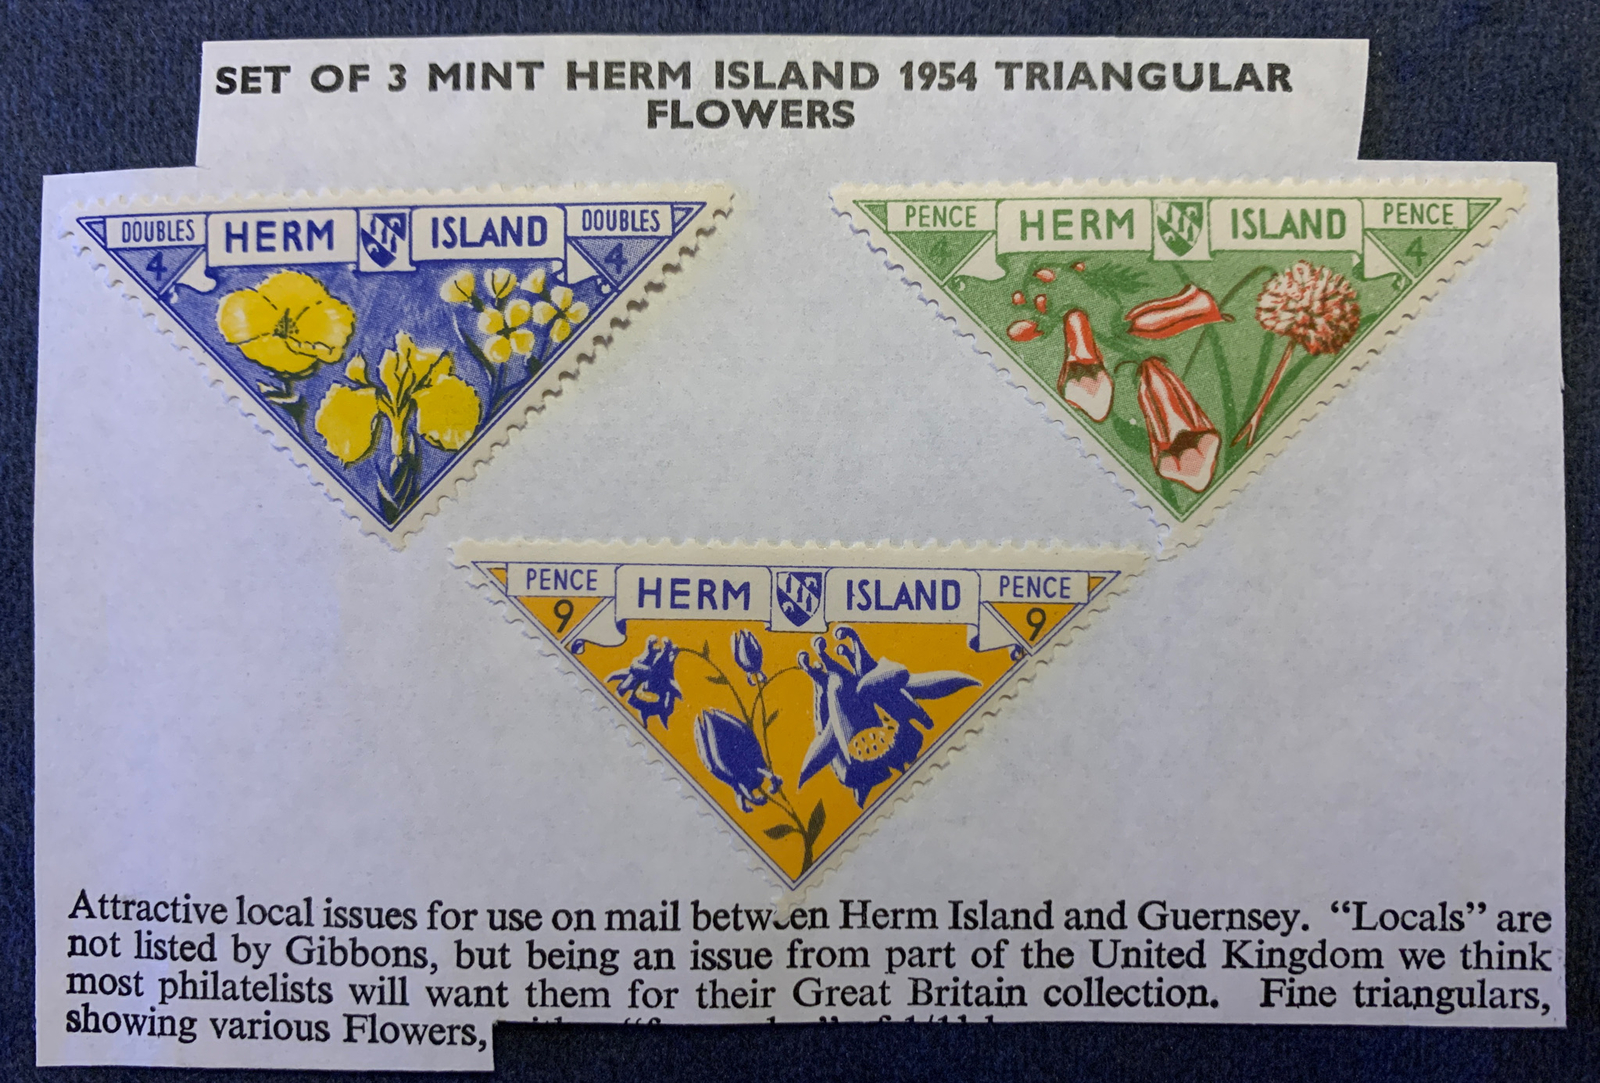 SET OF 3 MINT HERM ISLAND 1954 TRIANGULAR
FLOWERS
DOUBLES HERM ISLAND DOUBLES
4 4
PENCE HERM ISLAND PENCE
4 4
PENCE HERM ISLAND PENCE
9 9
Attractive local issues for use on mail between Herm Island and Guernsey. “Locals” are
not listed by Gibbons, but being an issue from part of the United Kingdom we think
most philatelists will want them for their Great Britain collection. Fine triangulars,
showing various Flowers,